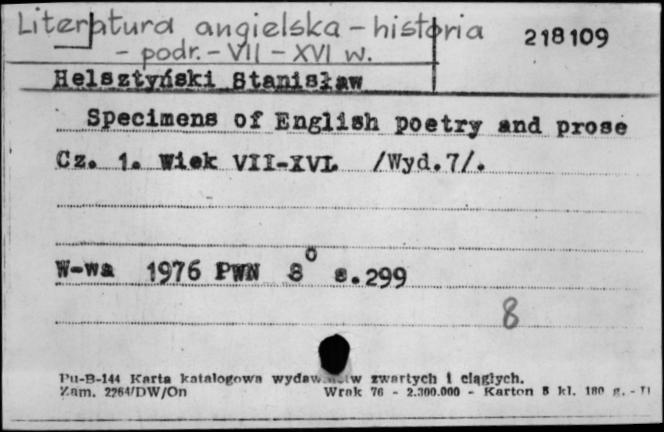 Literatura angielska - historia
218109
- podr. - VII - XVI w.
Helsztyński Stanisław
Specimens of English poetry and prose
Cz. 1. Wiek VII-XVI. /Wyd.7/.
W-wa 1976 PWN 8° s.299
8
Pu-B-144 Karta katalogowa wydawnictw zwartych i ciągłych.
Zam. 2264/DW/On Wrak 76 - 2.300.000 - Karton 5 kl. 180 g. -